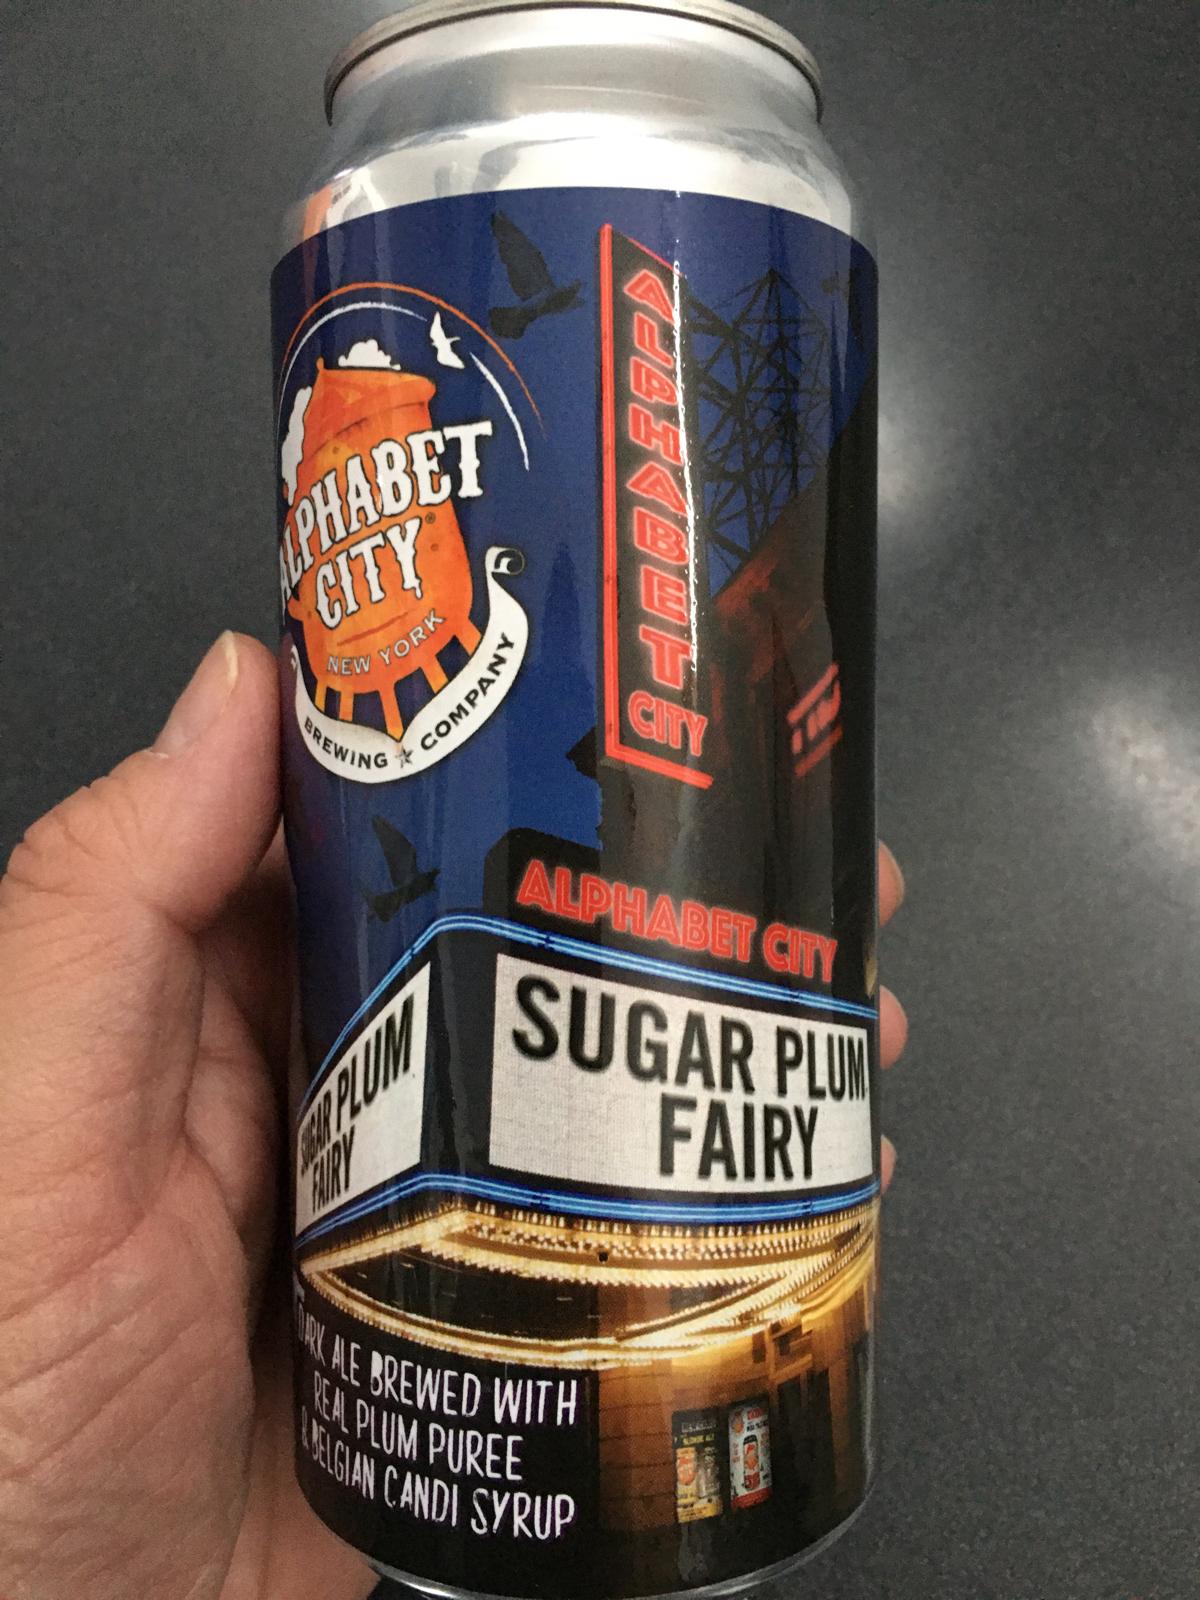 ALPHABET
CITY
NEW YORK
BREWING ★ COMPANY
ALPHABET
CITY
ALPHABET CITY
SUGAR PLUM
FAIRY
SUGAR PLUM
FAIRY
DARK ALE BREWED WITH
REAL PLUM PUREE
& BELGIAN CANDI SYRUP